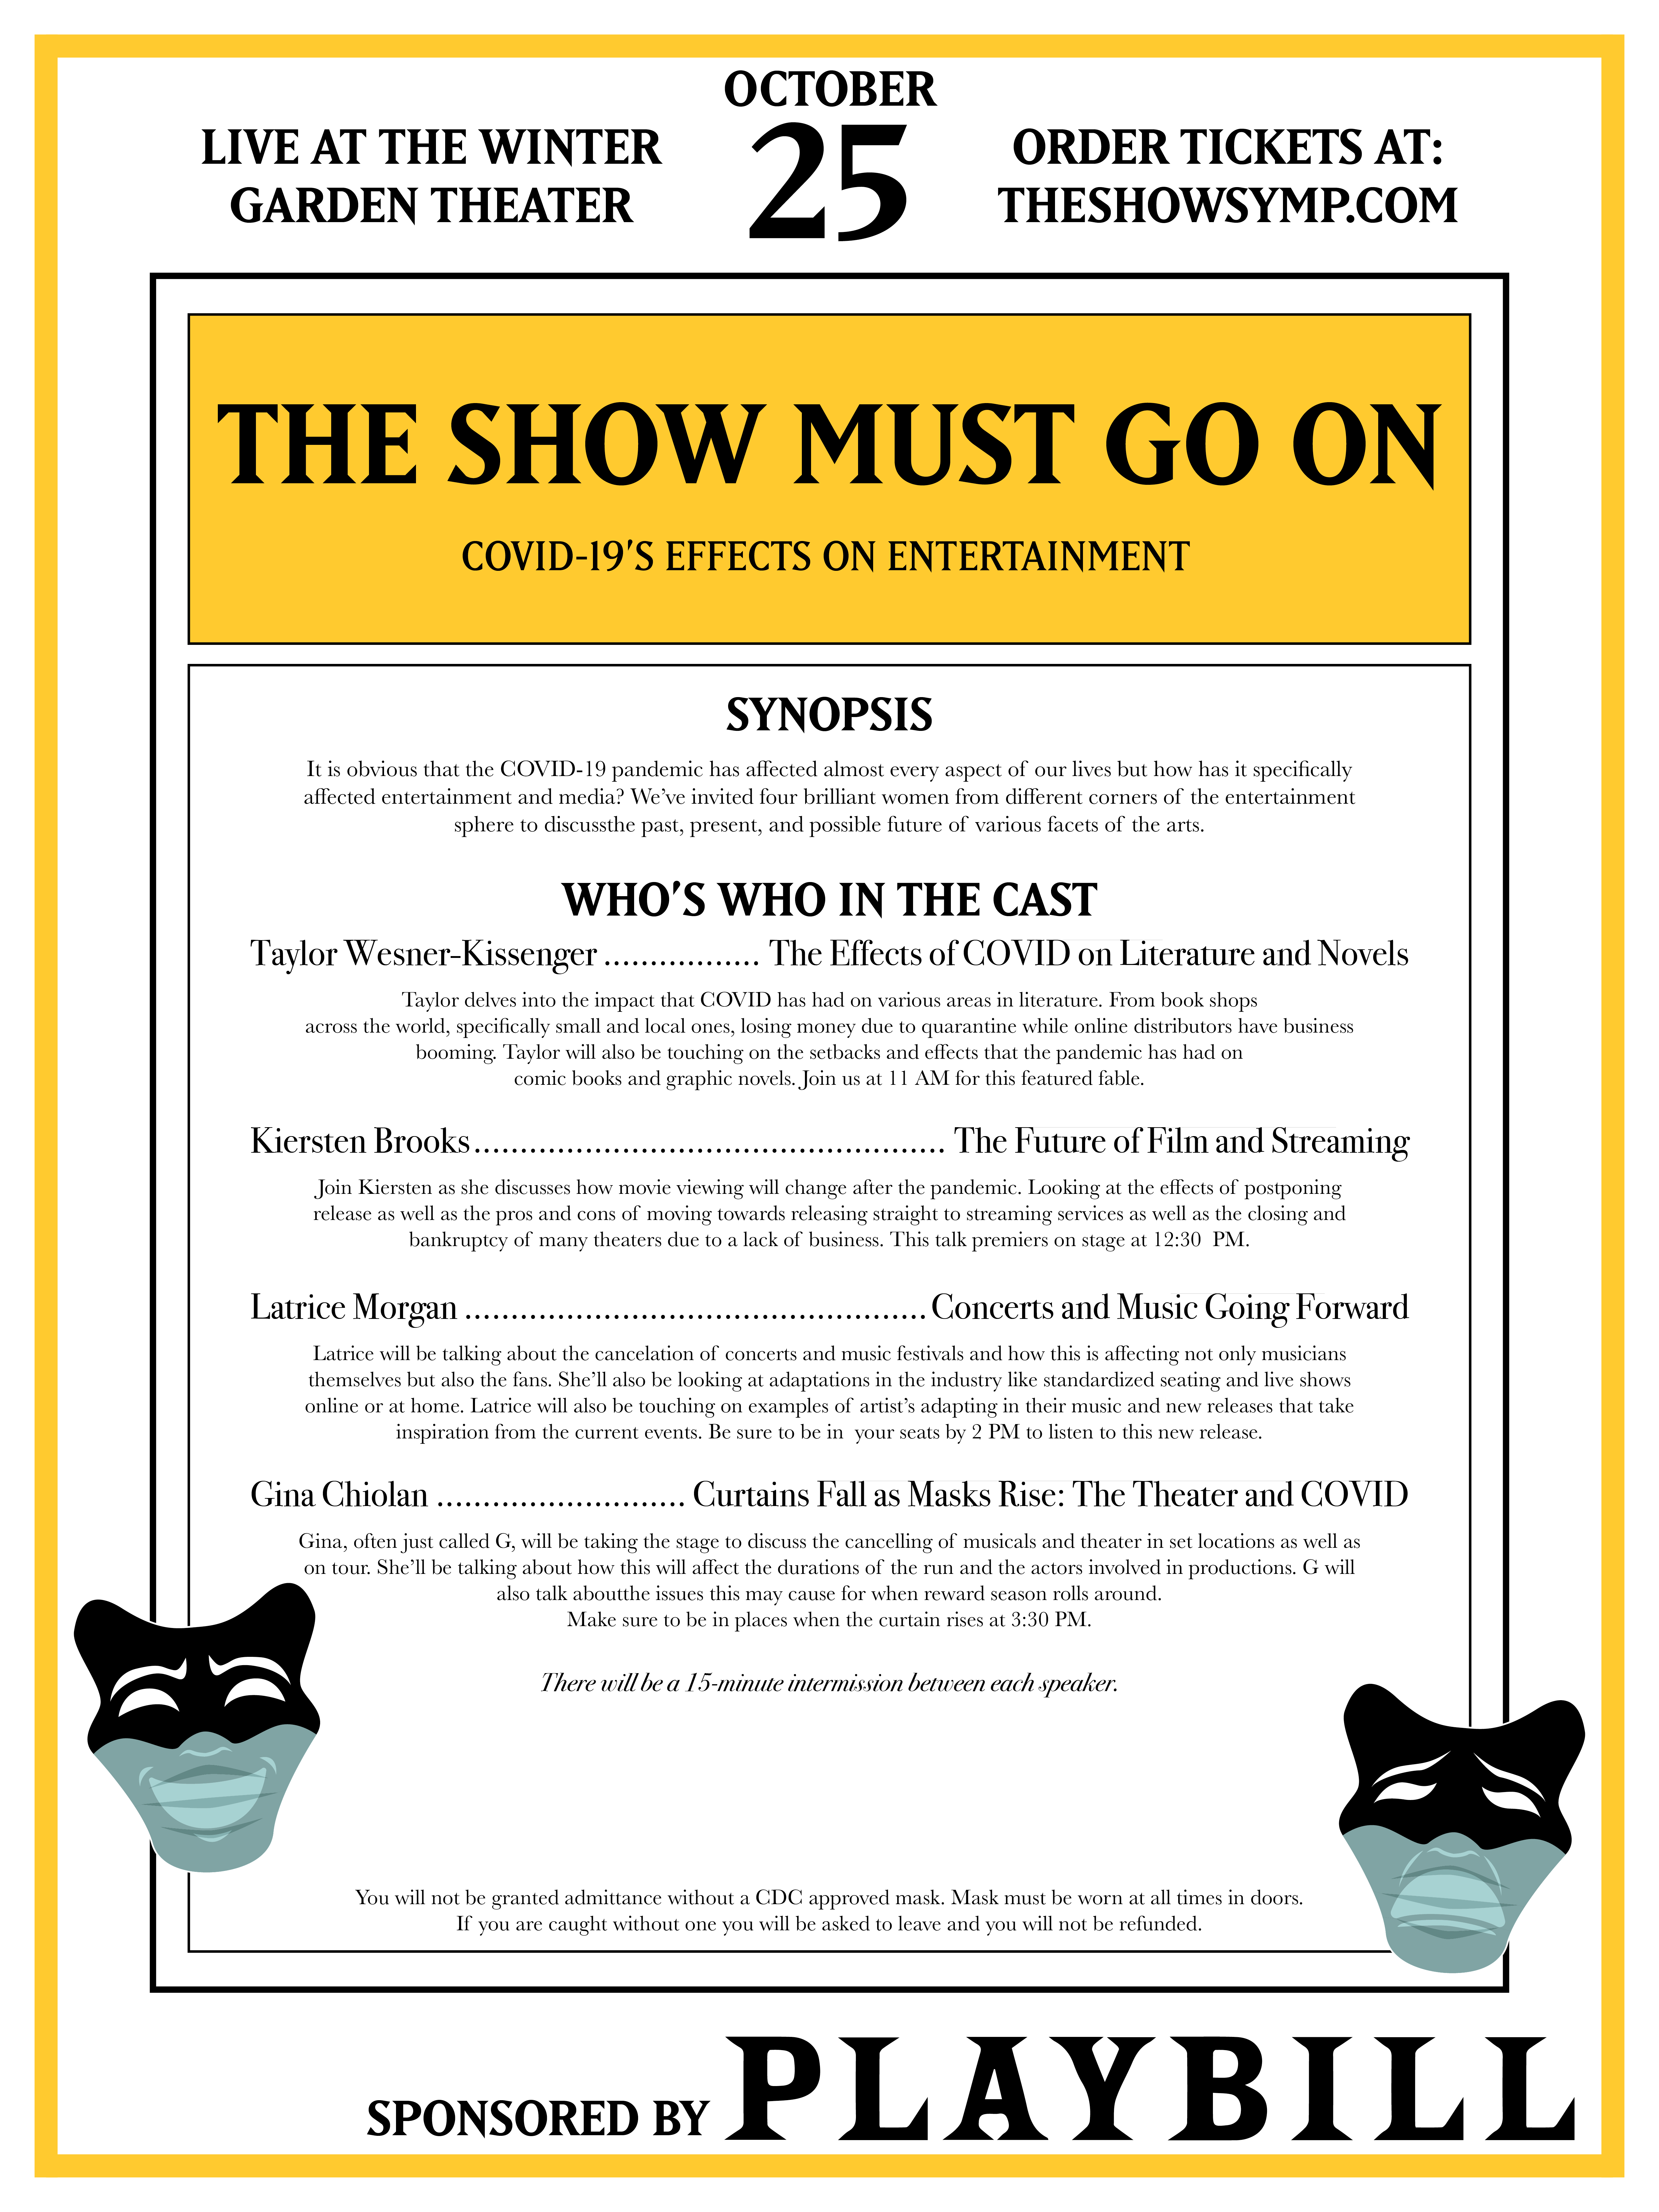 OCTOBER
25
LIVE AT THE WINTER
GARDEN THEATER
ORDER TICKETS AT:
THESHOWSYMP.COM
THE SHOW MUST GO ON
COVID-19'S EFFECTS ON ENTERTAINMENT
SYNOPSIS
It is obvious that the COVID-19 pandemic has affected almost every aspect of our lives but how has it specifically
affected entertainment and media? We've invited four brilliant women from different corners of the entertainment
sphere to discussthe past, present, and possible future of various facets of the arts.
WHO'S WHO IN THE CAST
Taylor Wesner-Kissenger ................. The Effects of COVID on Literature and Novels
Taylor delves into the impact that COVID has had on various areas in literature. From book shops
across the world, specifically small and local ones, losing money due to quarantine while online distributors have business
booming. Taylor will also be touching on the setbacks and effects that the pandemic has had on
comic books and graphic novels. Join us at 11 AM for this featured fable.
Kiersten Brooks................................................... The Future of Film and Streaming
Join Kiersten as she discusses how movie viewing will change after the pandemic. Looking at the effects of postponing
release as well as the pros and cons of moving towards releasing straight to streaming services as well as the closing and
bankruptcy of many theaters due to a lack of business. This talk premiers on stage at 12:30 PM.
Latrice Morgan ..................................................Concerts and Music Going Forward
Latrice will be talking about the cancelation of concerts and music festivals and how this is affecting not only musicians
themselves but also the fans. She'll also be looking at adaptations in the industry like standardized seating and live shows
online or at home. Latrice will also be touching on examples of artist's adapting in their music and new releases that take
inspiration from the current events. Be sure to be in your seats by 2 PM to listen to this new release.
Gina Chiolan ........................... Curtains Fall as Masks Rise: The Theater and COVID
Gina, often just called G, will be taking the stage to discuss the cancelling of musicals and theater in set locations as well as
on tour. She'll be talking about how this will affect the durations of the run and the actors involved in productions. G will
also talk aboutthe issues this may cause for when reward season rolls around.
Make sure to be in places when the curtain rises at 3:30 PM.
There will be a 15-minute intermission between each speaker.
You will not be granted admittance without a CDC approved mask. Mask must be worn at all times in doors.
If you are caught without one you will be asked to leave and you will not be refunded.
SPONSORED BY PLAYBILL